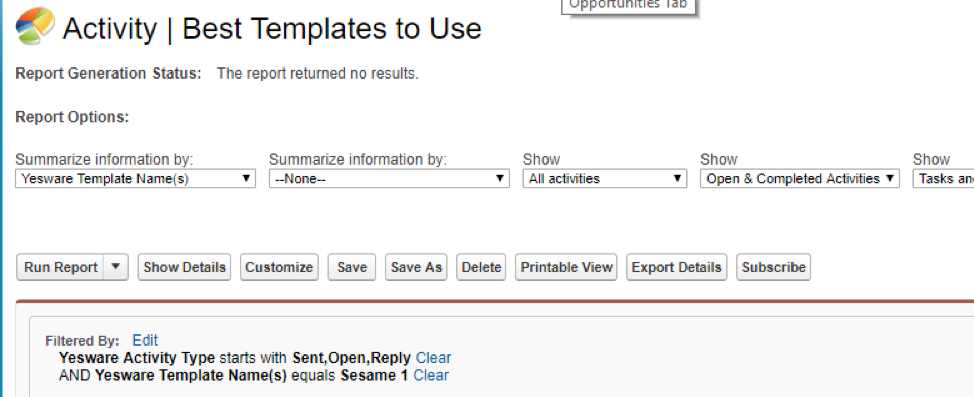 Opportunities Tab
Activity | Best Templates to Use
Report Generation Status: The report returned no results.
Report Options:
Summarize information by: Summarize information by: Show Show Show
Yesware Template Name(s) --None-- All activities Open & Completed Activities Tasks an
Run Report Show Details Customize Save Save As Delete Printable View Export Details Subscribe
Filtered By: Edit
Yesware Activity Type starts with Sent,Open,Reply Clear
AND Yesware Template Name(s) equals Sesame 1 Clear